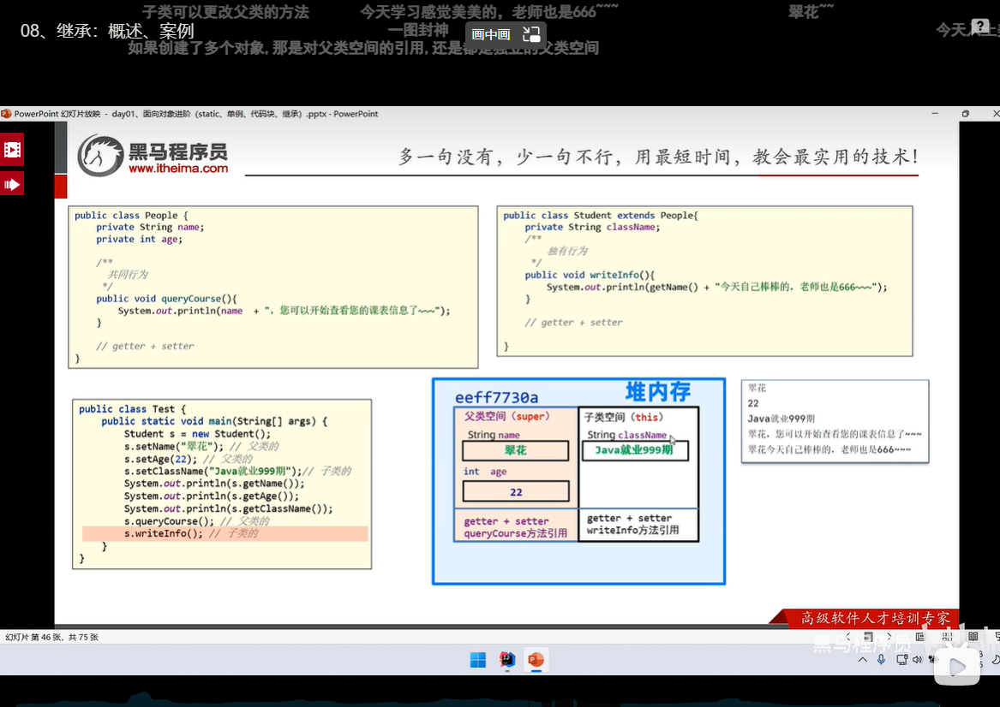 子类可以更改父类的方法 今天学习感觉美美的，老师也是666~~~ 翠花~~
08、继承：概述、案例
一图封神
画中画
如果创建了多个对象,那是对父类空间的引用,还是都是独立的父类空间
PowerPoint 幻灯片放映 - day01、面向对象进阶（static、单例、代码块、继承）.pptx - PowerPoint
黑马程序员
www.itheima.com
多一句没有，少一句不行，用最短时间，教会最实用的技术！
public class People {
private String name;
private int age;
/**
共同行为
*/
public void queryCourse(){
System.out.println(name + "，您可以开始查看您的课表信息了~~~");
}
// getter + setter
}
public class Student extends People{
private String className;
/**
独有行为
*/
public void writeInfo(){
System.out.println(getName() + "今天自己棒棒的，老师也是666~~~");
}
// getter + setter
}
public class Test {
public static void main(String[] args) {
Student s = new Student();
s.setName("翠花"); // 父类的
s.setAge(22); // 父类的
s.setClassName("Java就业999期");// 子类的
System.out.println(s.getName());
System.out.println(s.getAge());
System.out.println(s.getClassName());
s.queryCourse(); // 父类的
s.writeInfo(); // 子类的
}
}
堆内存
eeff7730a
父类空间（super）
String name
翠花
int age
22
getter + setter
queryCourse方法引用
子类空间（this）
String className
Java就业999期
getter + setter
writeInfo方法引用
翠花
22
Java就业999期
翠花，您可以开始查看您的课表信息了~~~
翠花今天自己棒棒的，老师也是666~~~
高级软件人才培训专家
幻灯片 第 46 张，共 75 张
黑马程序员